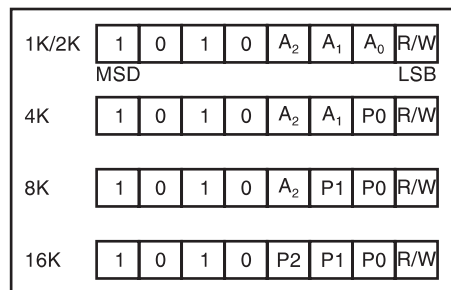 1K/2K 1 0 1 0 A₂ A₁ A₀ R/W
MSD LSB
4K 1 0 1 0 A₂ A₁ P0 R/W
8K 1 0 1 0 A₂ P1 P0 R/W
16K 1 0 1 0 P2 P1 P0 R/W